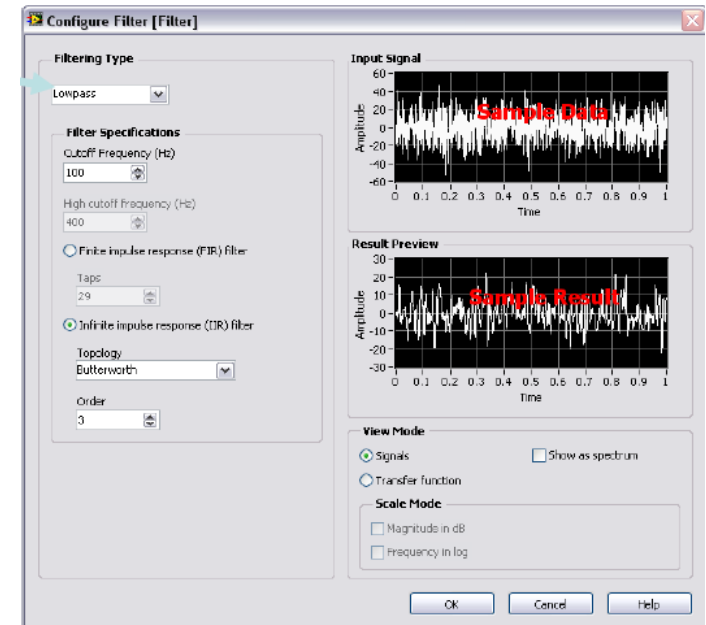 Configure Filter [Filter]
Filtering Type
Lowpass
Filter Specifications
Cutoff Frequency (Hz)
100
High cutoff frequency (Hz)
400
Finite impulse response (FIR) filter
Taps
29
Infinite impulse response (IIR) filter
Topology
Butterworth
Order
3
Input Signal
Amplitude
60
40
20
0
-20
-40
-60
Sample Data
0 0.1 0.2 0.3 0.4 0.5 0.6 0.7 0.8 0.9 1
Time
Result Preview
Amplitude
30
20
10
0
-10
-20
-30
Sample Result
0 0.1 0.2 0.3 0.4 0.5 0.6 0.7 0.8 0.9 1
Time
View Mode
Signals
Show as spectrum
Transfer function
Scale Mode
Magnitude in dB
Frequency in log
OK Cancel Help